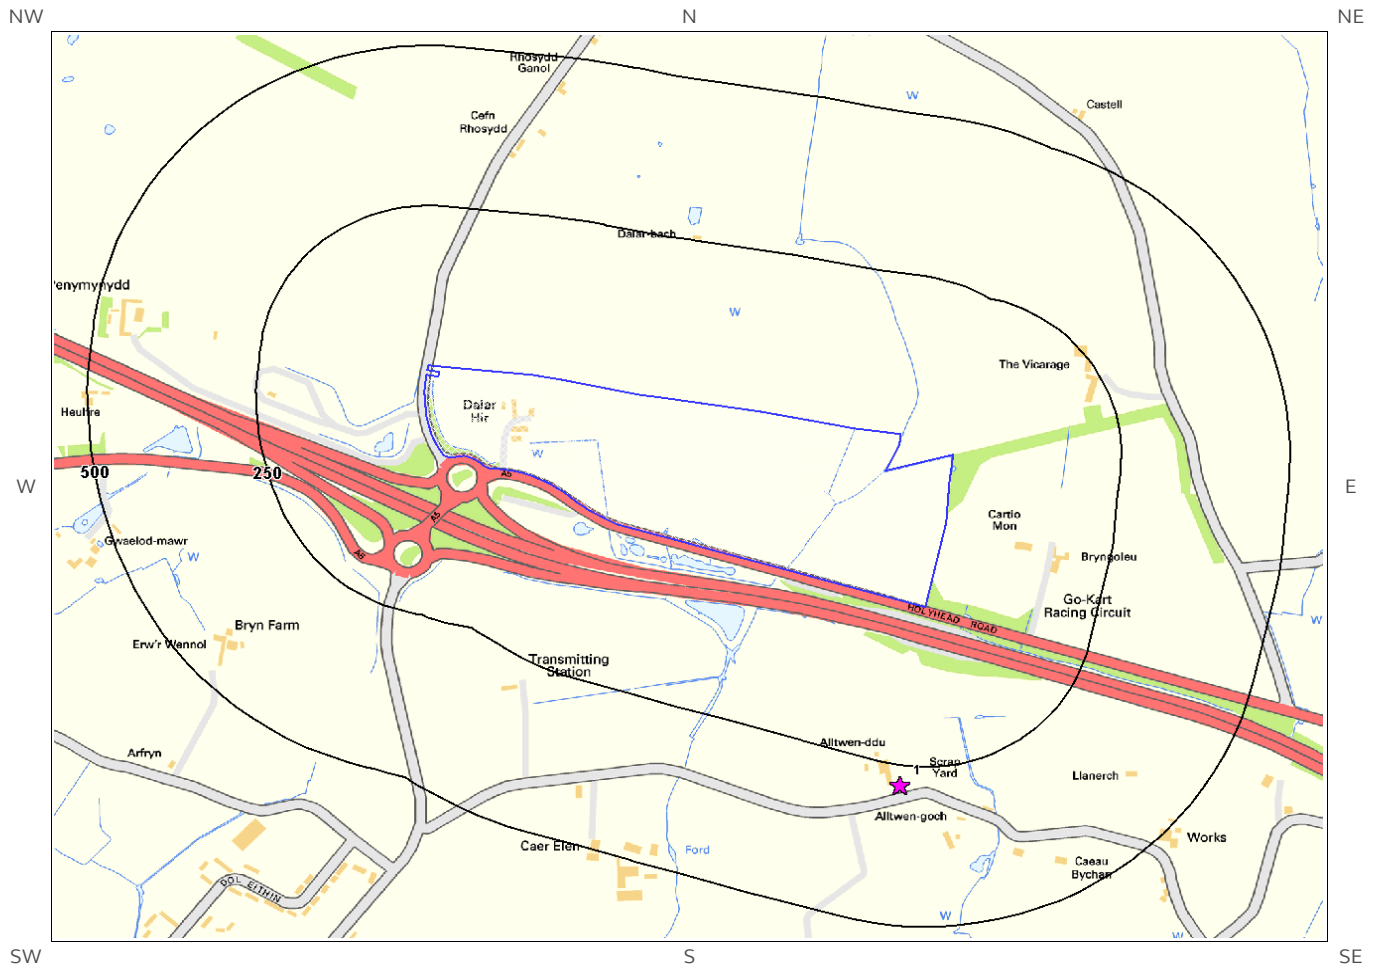 NW
N
NE
Rhosydd
Ganol
W
Castell
Cefn
Rhosydd
Daiar-bach
enymynydd
W
The Vicarage
Heulfre
Daiar
Hir
W
W
500
250
A5
E
A5
Cartio
Mon
Gwaelod-mawr
A5
W
Bryngoleu
Go-Kart
Racing Circuit
HOLYHEAD ROAD
W
Bryn Farm
Erw'r Wennol
Transmitting
Station
Alltwen-ddu
Arfryn
1
Scrap
Yard
Llanerch
Alltwen-goch
Works
Caer Elen
Ford
Caeau
Bychan
DOL EITHIN
W
W
SW
S
SE